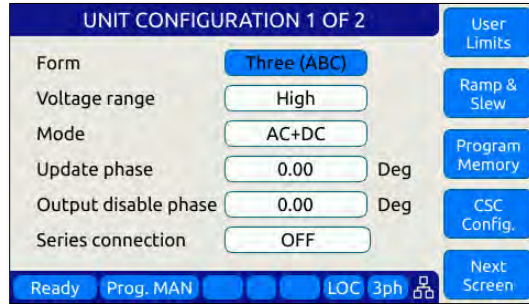 UNIT CONFIGURATION 1 OF 2
Form Three (ABC)
Voltage range High
Mode AC+DC
Update phase 0.00 Deg
Output disable phase 0.00 Deg
Series connection OFF
Ready Prog. MAN LOC 3ph
User
Limits
Ramp &
Slew
Program
Memory
CSC
Config.
Next
Screen